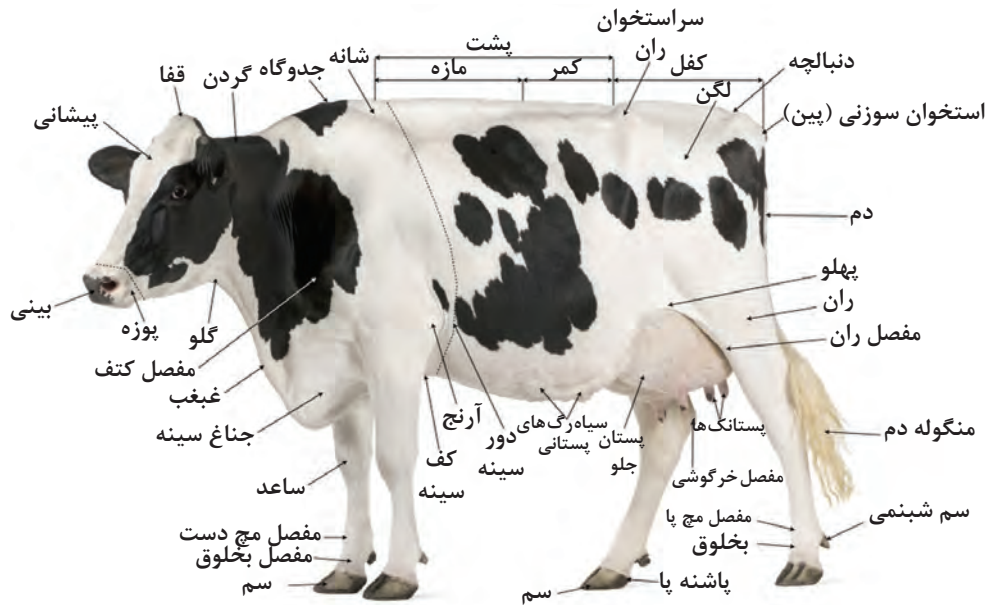 سراستخوان
ران
پشت
شانه
کفل
دنبالچه
کمر
مازه
جدوگاه
گردن
قفا
لگن
استخوان سوزنی (پین)
پیشانی
دم
پهلو
ران
بینی
پوزه
گلو
مفصل ران
مفصل کتف
غبغب
آرنج
جناغ سینه
دور
سینه
سیاه‌رگ‌های
پستانی
پستان
جلو
پستانک‌ها
منگوله دم
کف
سینه
مفصل خرگوشی
ساعد
سم شبنمی
مفصل مچ پا
مفصل مچ دست
بخلوق
مفصل بخلوق
سم
پاشنه پا
سم